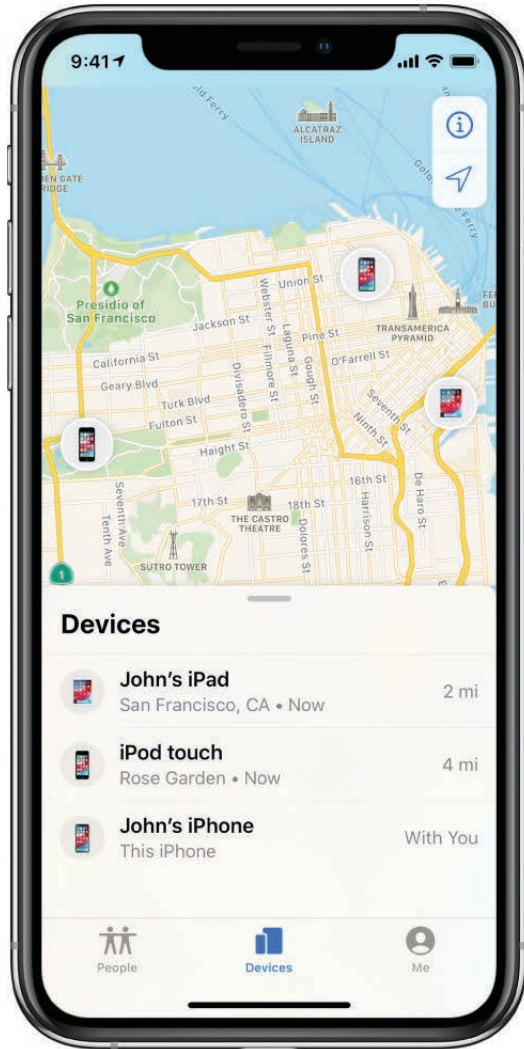 9:41
Gold Ferry
ALCATRAZ
ISLAND
Ferry
Presidio of
San Francisco
Union St
Webster St
Laguna St
Gough St
Fillmore St
Divisadero St
Jackson St
Pine St
TRANSAMERICA
PYRAMID
California St
O'Farrell St
Geary Blvd
Turk Blvd
Fulton St
Seventh St
Ninth St
Haight St
16th St
Harrison St
De Haro St
Seventh Ave
Tenth Ave
17th St
18th St
THE CASTRO
THEATRE
Dolores St
SUTRO TOWER
1
Devices
John's iPad
San Francisco, CA • Now
2 mi
iPod touch
Rose Garden • Now
4 mi
John's iPhone
This iPhone
With You
People
Devices
Me